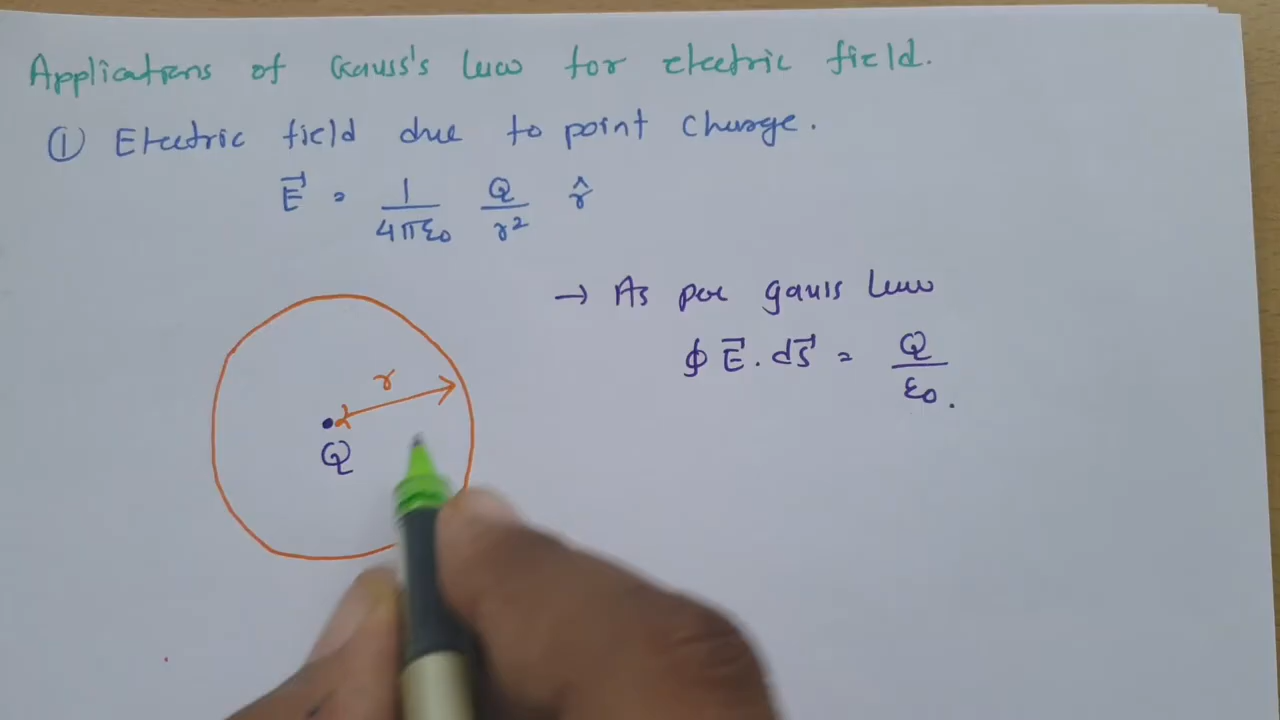 Applications of Gauss's Law for electric field.
① Electric field due to point charge.
E⃗ = 1/4πε0 Q/r² r̂
→ As per gauss law
∮ E⃗ . dS⃗ = Q/ε0 .
r
Q